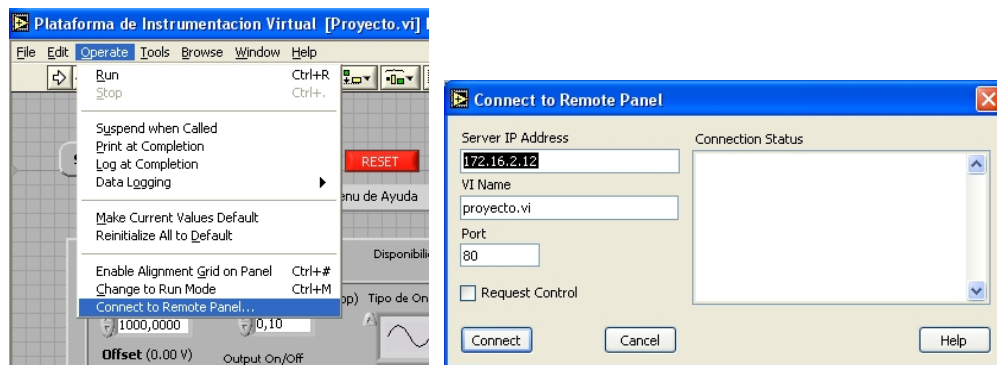 Plataforma de Instrumentacion Virtual [Proyecto.vi]
File Edit Operate Tools Browse Window Help
Run Ctrl+R
Stop Ctrl+.
Suspend when Called
Print at Completion
Log at Completion
Data Logging
Make Current Values Default
Reinitialize All to Default
Enable Alignment Grid on Panel Ctrl+#
Change to Run Mode Ctrl+M
Connect to Remote Panel...
RESET
enu de Ayuda
Disponibili
op) Tipo de On
1000,0000 0,10
Offset (0.00 V) Output On/Off
Connect to Remote Panel
Server IP Address
172.16.2.12
VI Name
proyecto.vi
Port
80
Request Control
Connection Status
Connect Cancel Help